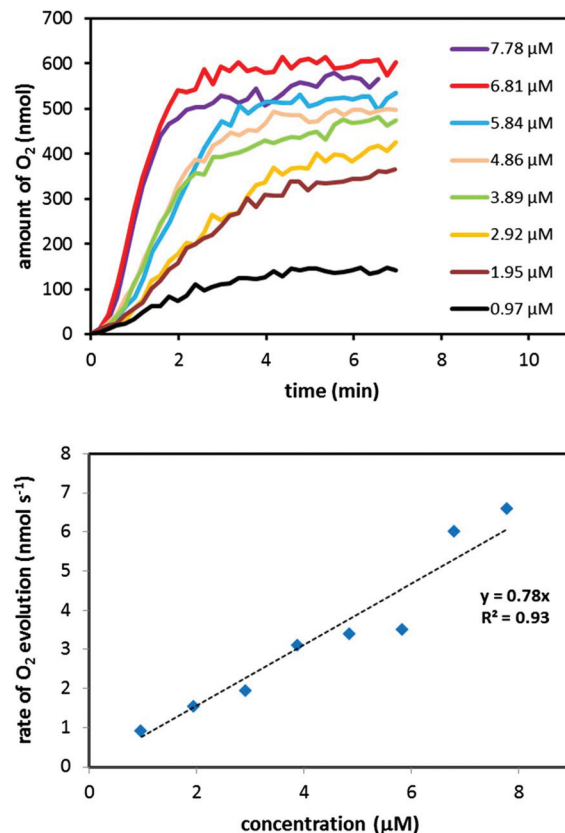 700
600
500
400
300
200
100
0
amount of O₂ (nmol)
0 2 4 6 8 10
time (min)
7.78 µM
6.81 µM
5.84 µM
4.86 µM
3.89 µM
2.92 µM
1.95 µM
0.97 µM
8
7
6
5
4
3
2
1
0
rate of O₂ evolution (nmol s⁻¹)
y = 0.78x
R² = 0.93
0 2 4 6 8
concentration (µM)